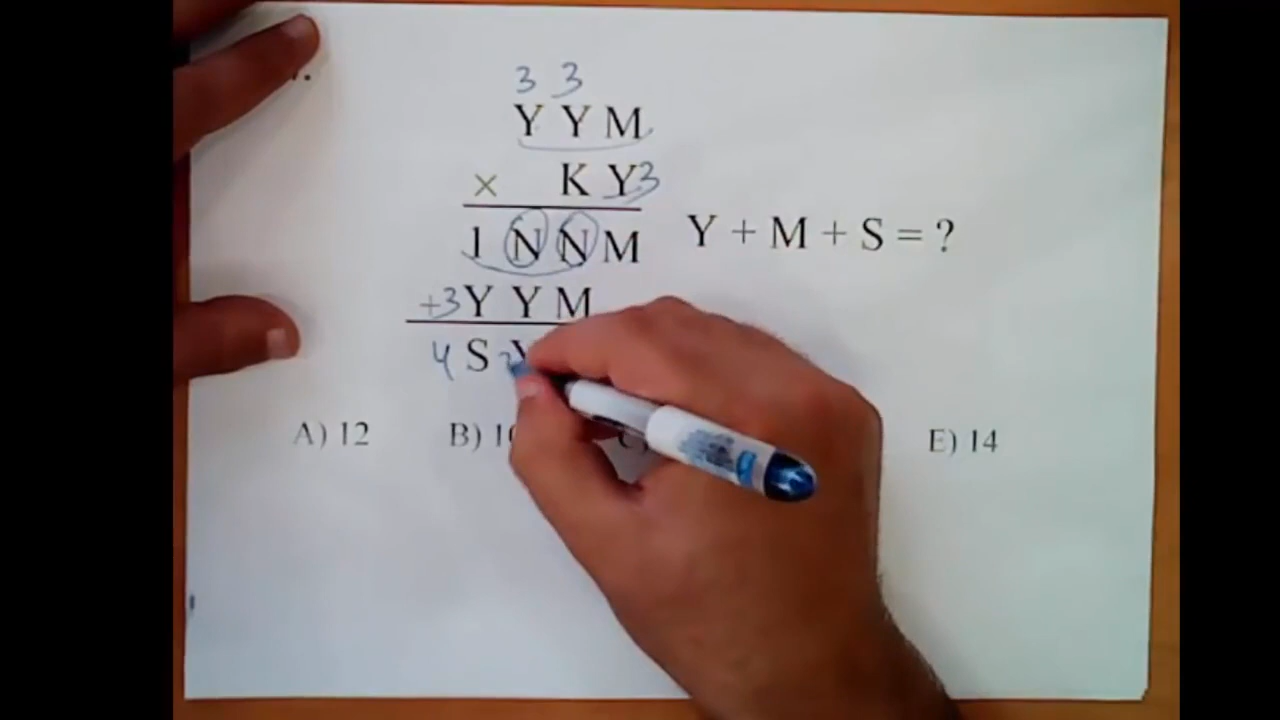 3 3
Y Y M
× K Y 3
1 N N M
Y + M + S = ?
+3 Y Y M
4 S
A) 12 B) E) 14